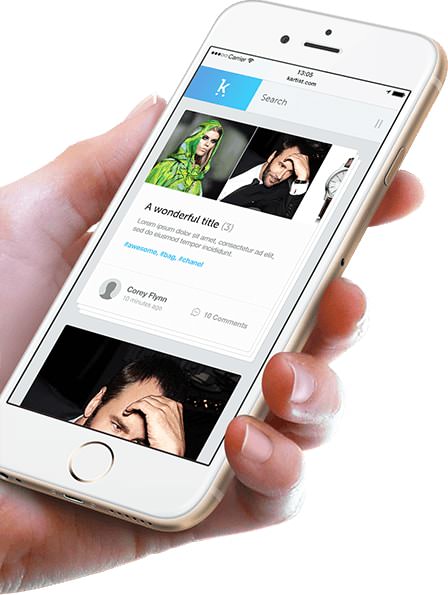 Carrier
13:05
kartist.com
k
Search
A wonderful title (3)
Lorem ipsum dolor sit amet, consectetur ad elit,
sed do eiusmod tempor incididunt.
#awesome, #bag, #chanel
Corey Flynn
10 minutes ago
10 Comments